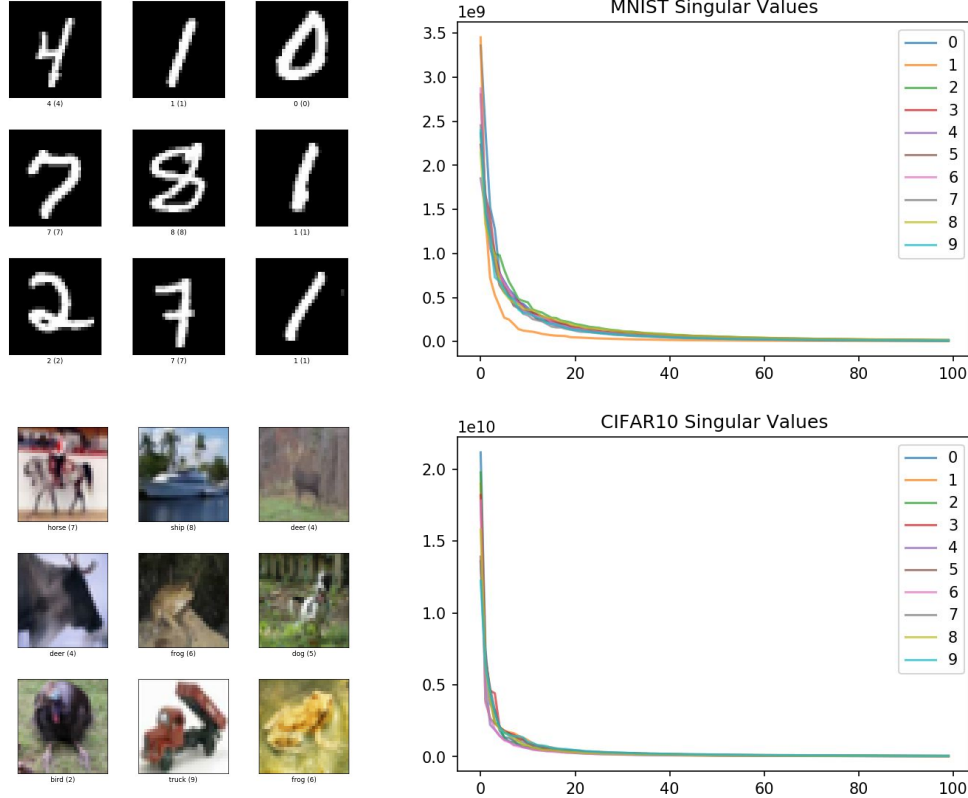 4 (4)
1 (1)
0 (0)
7 (7)
8 (8)
1 (1)
2 (2)
7 (7)
1 (1)
MNIST Singular Values
1e9
3.5
3.0
2.5
2.0
1.5
1.0
0.5
0.0
0 20 40 60 80 100
0
1
2
3
4
5
6
7
8
9
horse (7)
ship (8)
deer (4)
deer (4)
frog (6)
dog (5)
bird (2)
truck (9)
frog (6)
CIFAR10 Singular Values
1e10
2.0
1.5
1.0
0.5
0.0
0 20 40 60 80 100
0
1
2
3
4
5
6
7
8
9